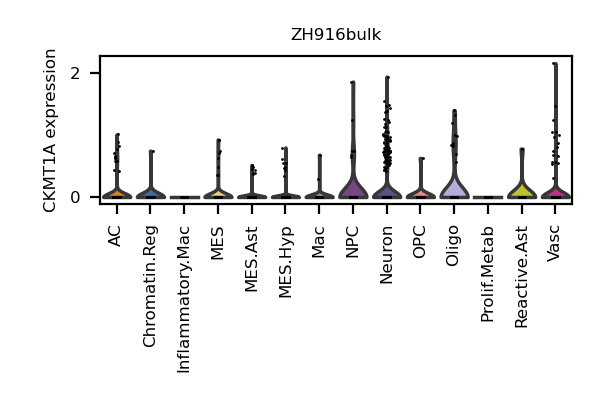 ZH916bulk
CKMT1A expression
2
0
AC
Chromatin.Reg
Inflammatory.Mac
MES
MES.Ast
MES.Hyp
Mac
NPC
Neuron
OPC
Oligo
Prolif.Metab
Reactive.Ast
Vasc